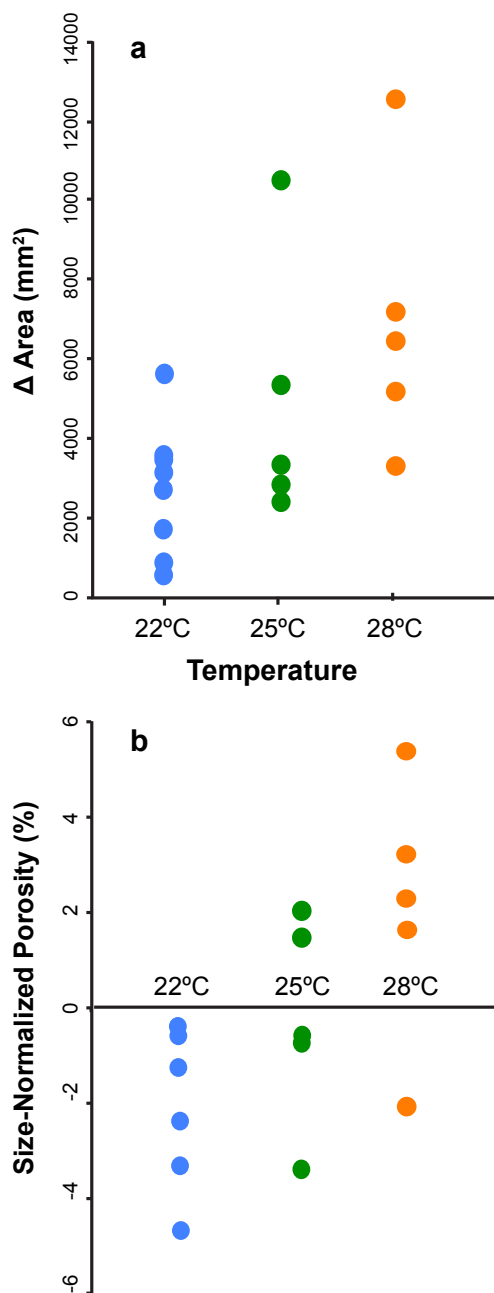 a
14000
12000
10000
8000
6000
4000
2000
0
Δ Area (mm²)
22ºC 25ºC 28ºC
Temperature
b
6
4
2
0
-2
-4
-6
Size-Normalized Porosity (%)
22ºC 25ºC 28ºC